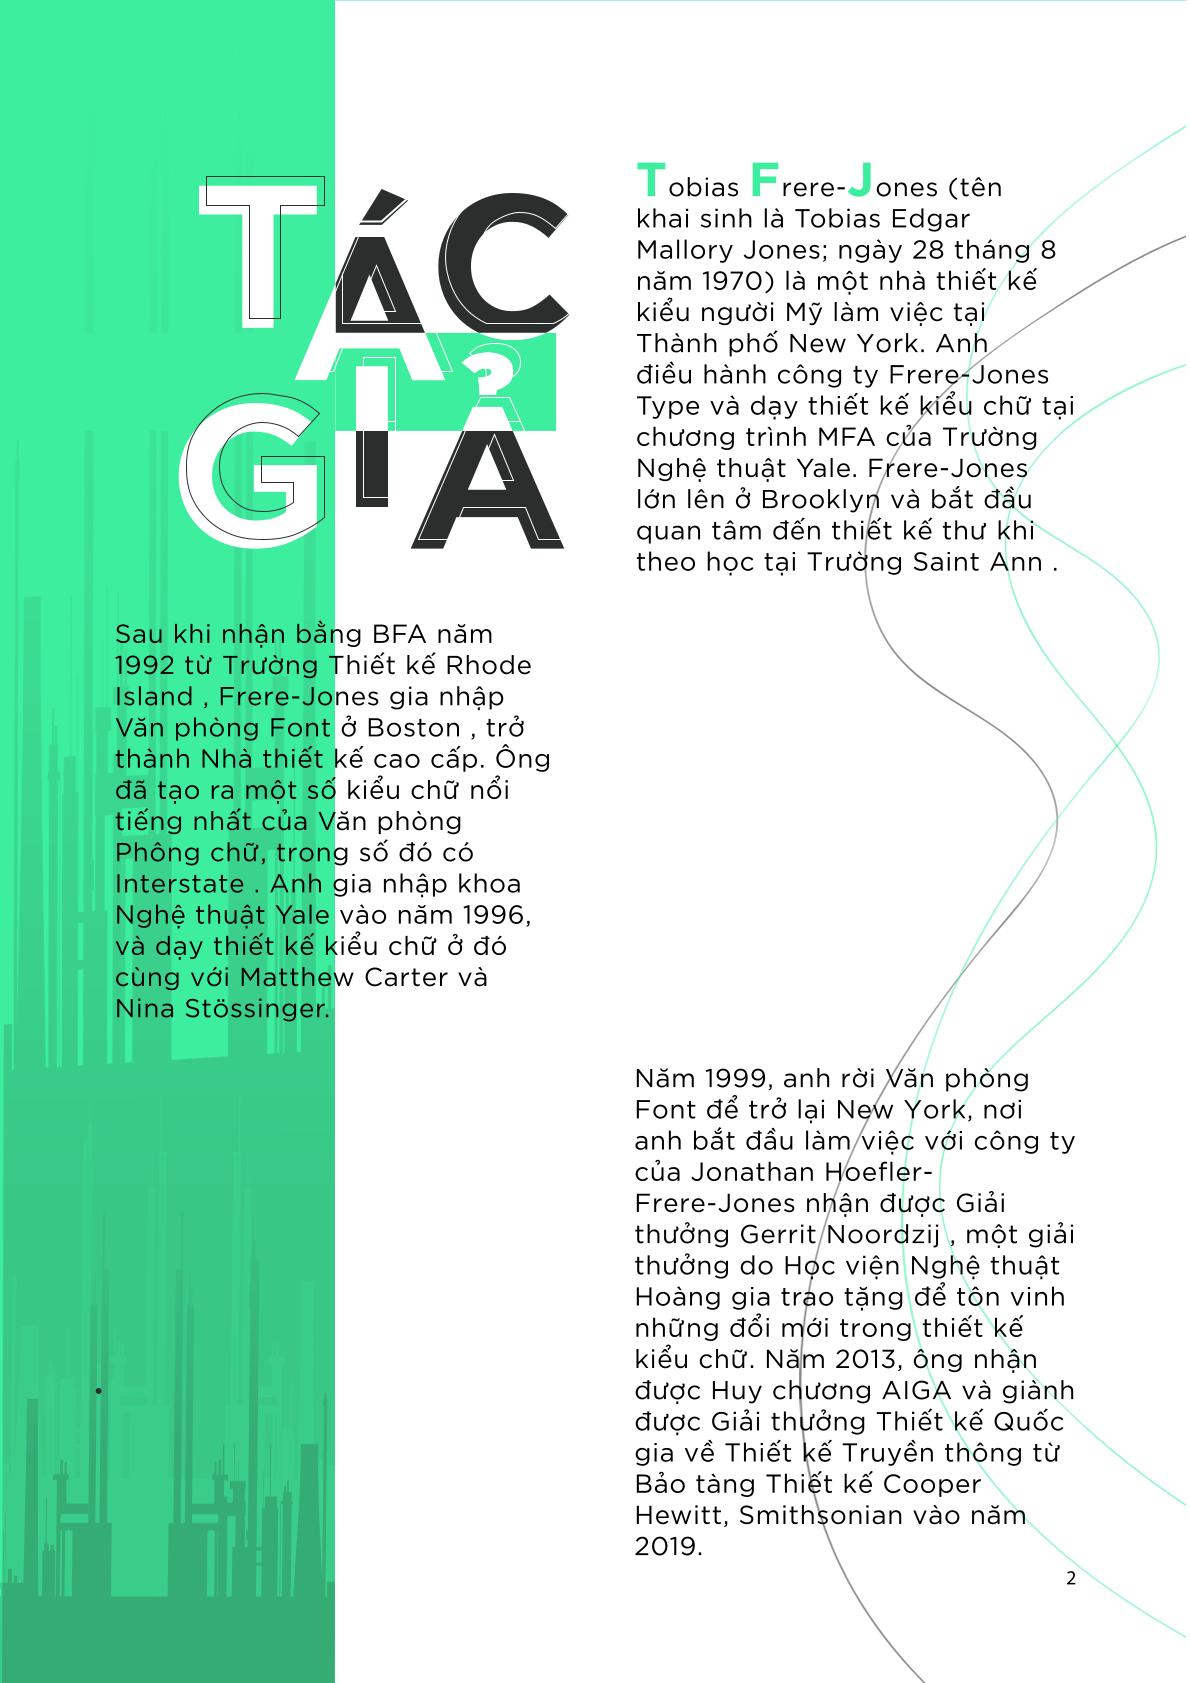 TÁC
GIẢ
Tobias Frere-Jones (tên
khai sinh là Tobias Edgar
Mallory Jones; ngày 28 tháng 8
năm 1970) là một nhà thiết kế
kiểu người Mỹ làm việc tại
Thành phố New York. Anh
điều hành công ty Frere-Jones
Type và dạy thiết kế kiểu chữ tại
chương trình MFA của Trường
Nghệ thuật Yale. Frere-Jones
lớn lên ở Brooklyn và bắt đầu
quan tâm đến thiết kế thư khi
theo học tại Trường Saint Ann .
Sau khi nhận bằng BFA năm
1992 từ Trường Thiết kế Rhode
Island , Frere-Jones gia nhập
Văn phòng Font ở Boston , trở
thành Nhà thiết kế cao cấp. Ông
đã tạo ra một số kiểu chữ nổi
tiếng nhất của Văn phòng
Phông chữ, trong số đó có
Interstate . Anh gia nhập khoa
Nghệ thuật Yale vào năm 1996,
và dạy thiết kế kiểu chữ ở đó
cùng với Matthew Carter và
Nina Stössinger.
Năm 1999, anh rời Văn phòng
Font để trở lại New York, nơi
anh bắt đầu làm việc với công ty
của Jonathan Hoefler-
Frere-Jones nhận được Giải
thưởng Gerrit Noordzij , một giải
thưởng do Học viện Nghệ thuật
Hoàng gia trao tặng để tôn vinh
những đổi mới trong thiết kế
kiểu chữ. Năm 2013, ông nhận
được Huy chương AIGA và giành
được Giải thưởng Thiết kế Quốc
gia về Thiết kế Truyền thông từ
Bảo tàng Thiết kế Cooper
Hewitt, Smithsonian vào năm
2019.
2